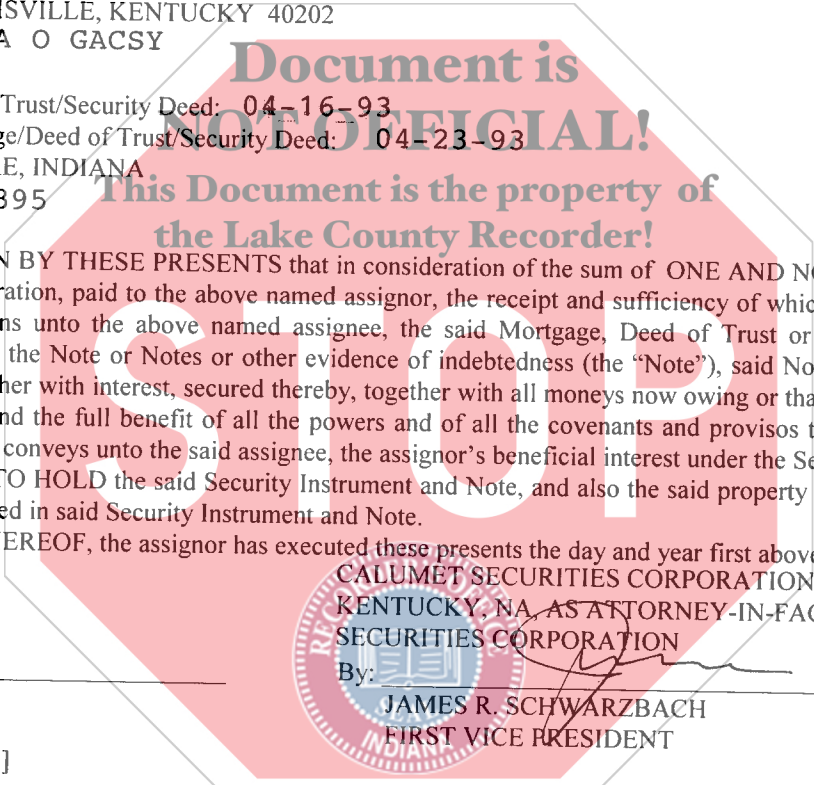 ISVILLE, KENTUCKY 40202
A O GACSY
Document is
Trust/Security Deed: 04-16-93
NOT OFFICIAL!
ge/Deed of Trust/Security Deed: 04-23-93
E, INDIANA
This Document is the property of
395
the Lake County Recorder!
N BY THESE PRESENTS that in consideration of the sum of ONE AND N
ration, paid to the above named assignor, the receipt and sufficiency of whic
ns unto the above named assignee, the said Mortgage, Deed of Trust or
the Note or Notes or other evidence of indebtedness (the “Note”), said No
her with interest, secured thereby, together with all moneys now owing or tha
nd the full benefit of all the powers and of all the covenants and provisos t
conveys unto the said assignee, the assignor’s beneficial interest under the Se
TO HOLD the said Security Instrument and Note, and also the said property
ed in said Security Instrument and Note.
EREOF, the assignor has executed these presents the day and year first above
STOP
CALUMET SECURITIES CORPORATION
KENTUCKY, NA, AS ATTORNEY-IN-FAC
SECURITIES CORPORATION
By:
JAMES R. SCHWARZBACH
FIRST VICE PRESIDENT
RECORDER OFFICE
SEAL
INDIANA
]